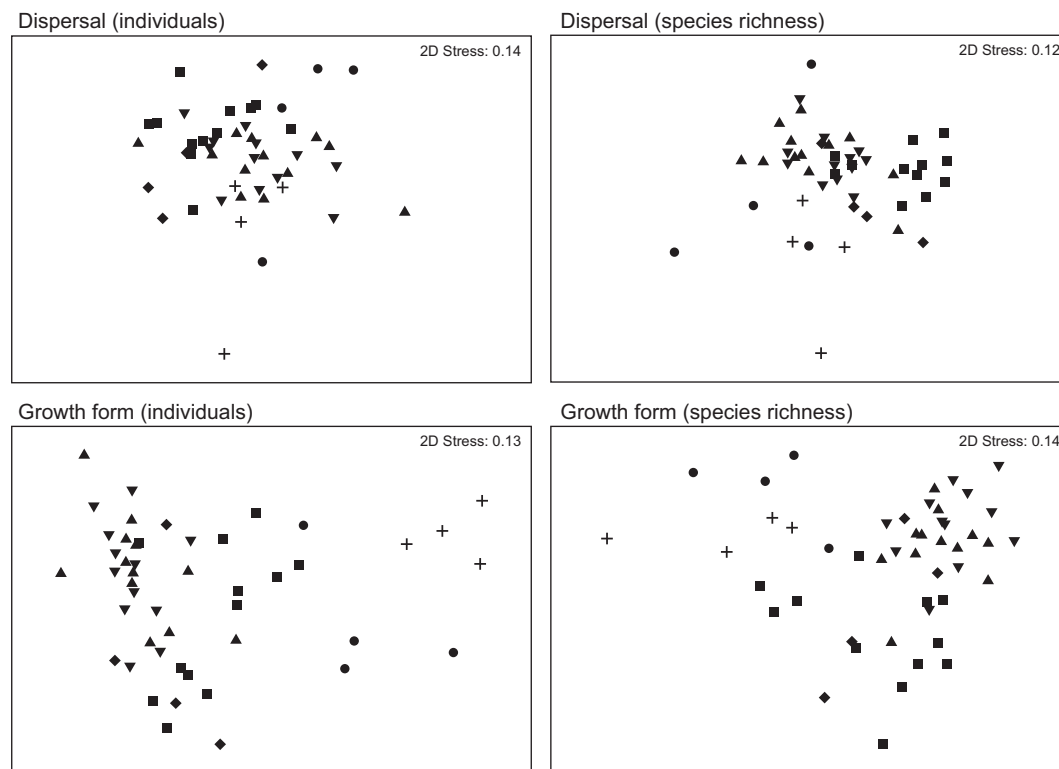 Dispersal (individuals)
2D Stress: 0.14
Dispersal (species richness)
2D Stress: 0.12
Growth form (individuals)
2D Stress: 0.13
Growth form (species richness)
2D Stress: 0.14